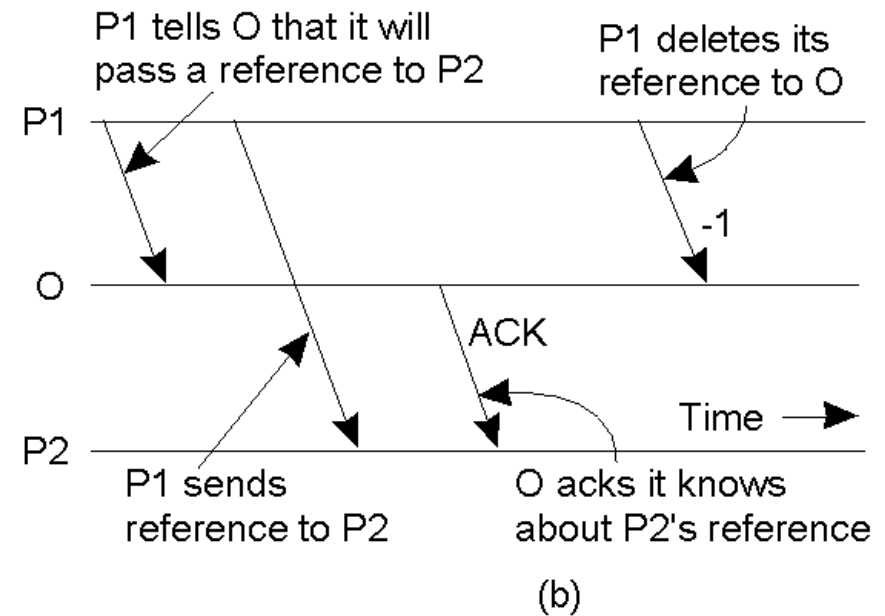 P1 tells O that it will
pass a reference to P2
P1 deletes its
reference to O
P1
-1
O
ACK
Time
P2
P1 sends
reference to P2
O acks it knows
about P2's reference
(b)